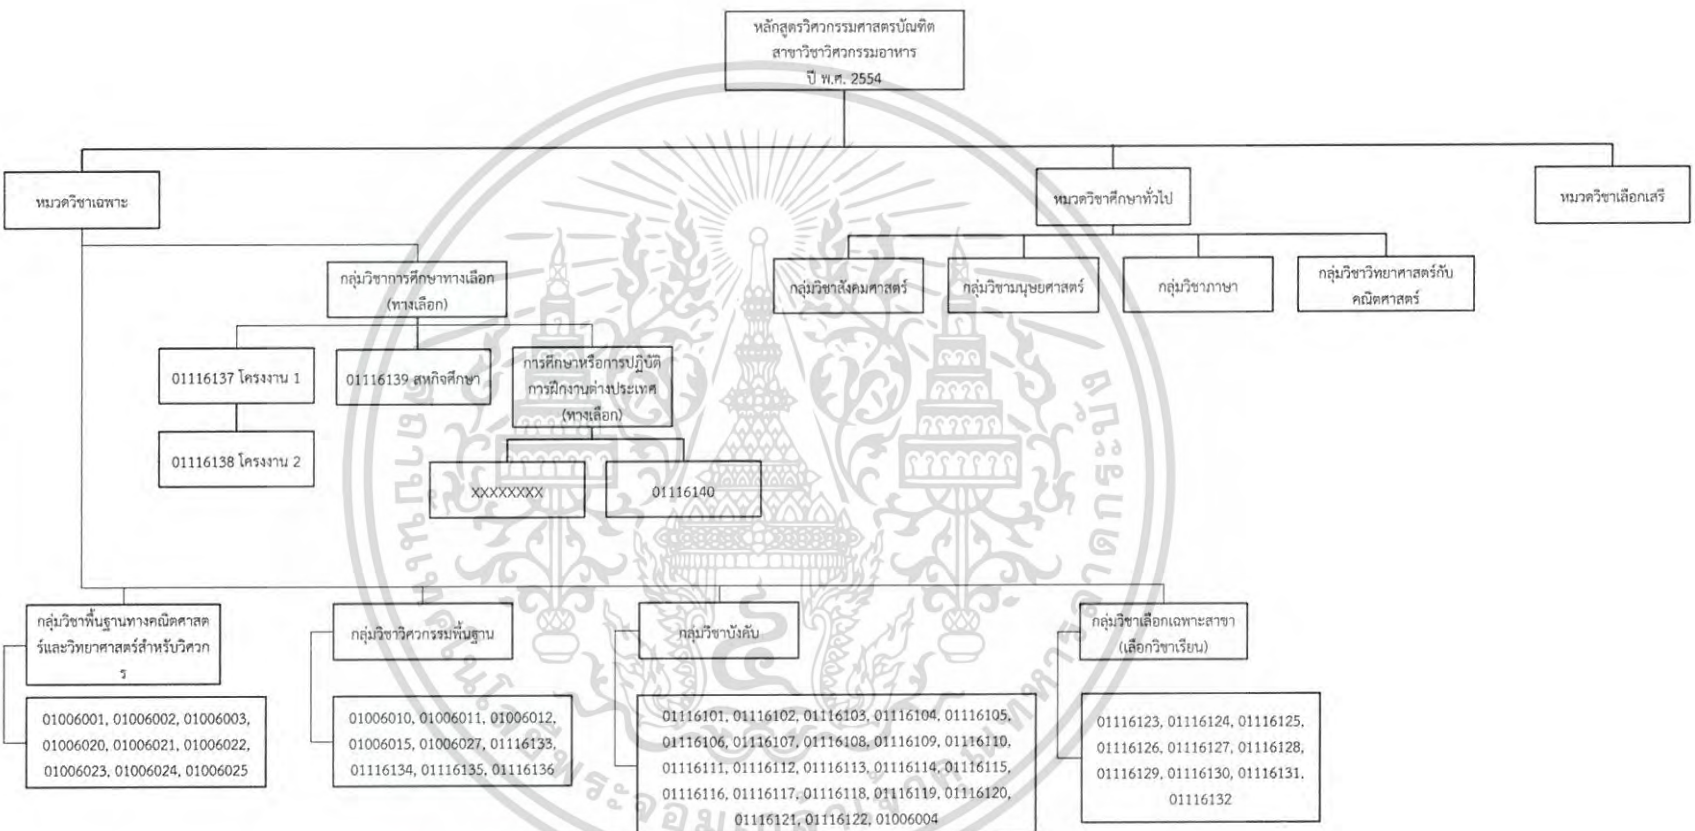 หลักสูตรวิศวกรรมศาสตรบัณฑิต
สาขาวิชาวิศวกรรมอาหาร
ปี พ.ศ. 2554
หมวดวิชาเฉพาะ
หมวดวิชาศึกษาทั่วไป
หมวดวิชาเลือกเสรี
กลุ่มวิชาการศึกษาทางเลือก
(ทางเลือก)
กลุ่มวิชาสังคมศาสตร์
กลุ่มวิชามนุษยศาสตร์
กลุ่มวิชาภาษา
กลุ่มวิชาวิทยาศาสตร์กับ
คณิตศาสตร์
01116137 โครงงาน 1
01116139 สหกิจศึกษา
การศึกษาหรือการปฏิบัติ
การฝึกงานต่างประเทศ
(ทางเลือก)
01116138 โครงงาน 2
XXXXXXXX
01116140
กลุ่มวิชาพื้นฐานทางคณิตศาสต
ร์และวิทยาศาสตร์สำหรับวิศวก
ร
กลุ่มวิชาวิศวกรรมพื้นฐาน
กลุ่มวิชาบังคับ
กลุ่มวิชาเลือกเฉพาะสาขา
(เลือกวิชาเรียน)
01006001, 01006002, 01006003,
01006020, 01006021, 01006022,
01006023, 01006024, 01006025
01006010, 01006011, 01006012,
01006015, 01006027, 01116133,
01116134, 01116135, 01116136
01116101, 01116102, 01116103, 01116104, 01116105,
01116106, 01116107, 01116108, 01116109, 01116110,
01116111, 01116112, 01116113, 01116114, 01116115,
01116116, 01116117, 01116118, 01116119, 01116120,
01116121, 01116122, 01006004
01116123, 01116124, 01116125,
01116126, 01116127, 01116128,
01116129, 01116130, 01116131,
01116132